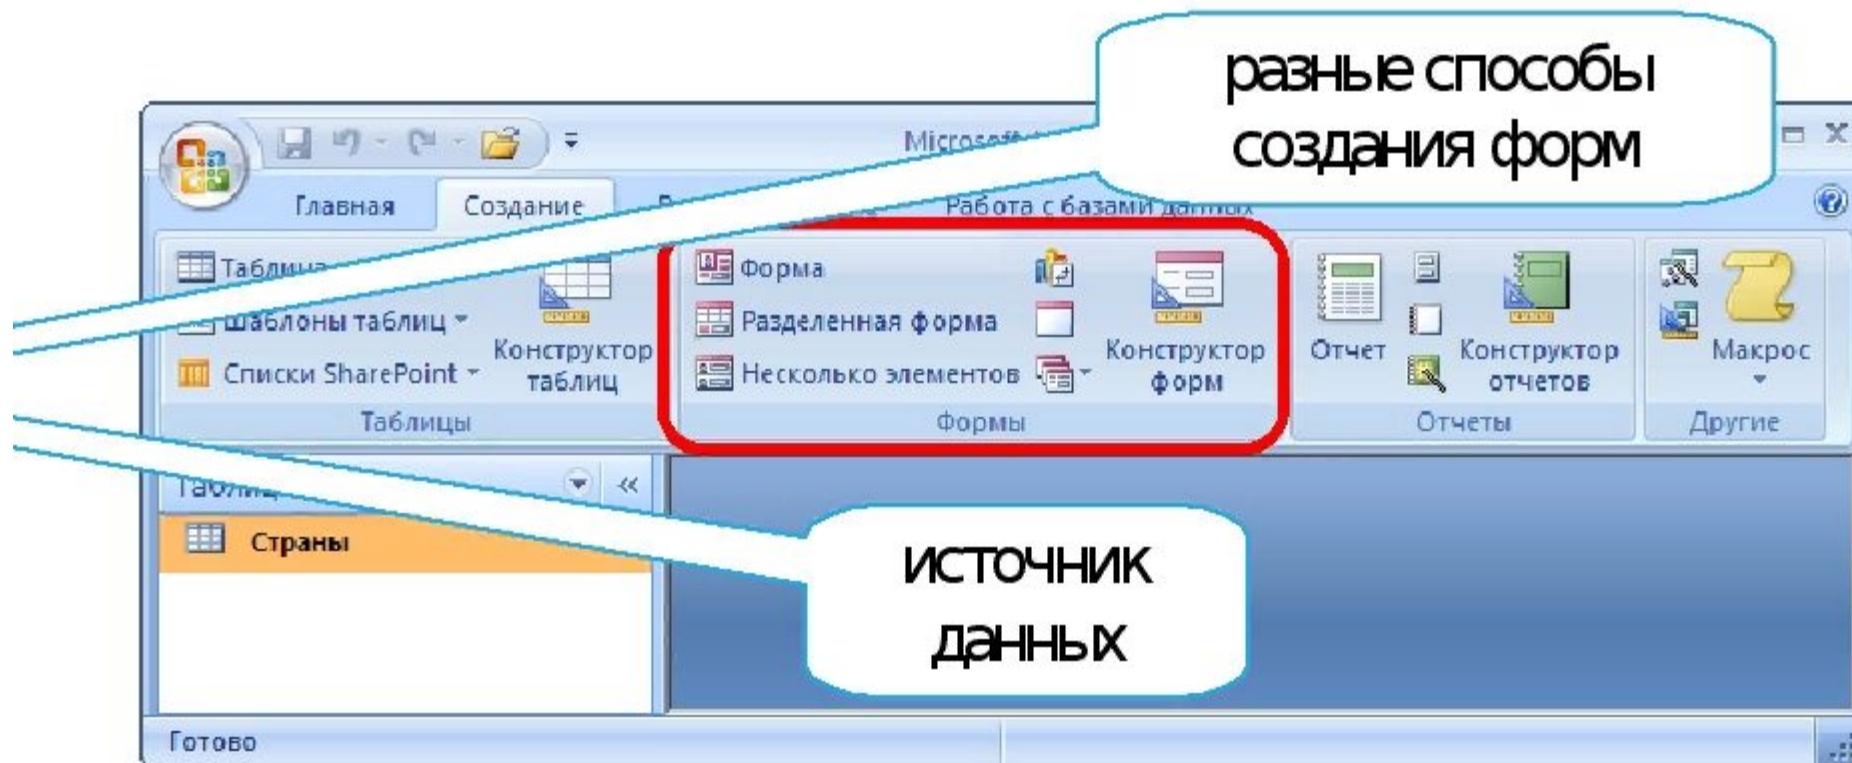 разные способы
создания форм
Главная
Создание
Работа с базами данных
Таблица
Шаблоны таблиц
Списки SharePoint
Конструктор
таблиц
Таблицы
Форма
Разделенная форма
Несколько элементов
Конструктор
форм
Формы
Отчет
Конструктор
отчетов
Отчеты
Макрос
Другие
Страны
источник
данных
Готово